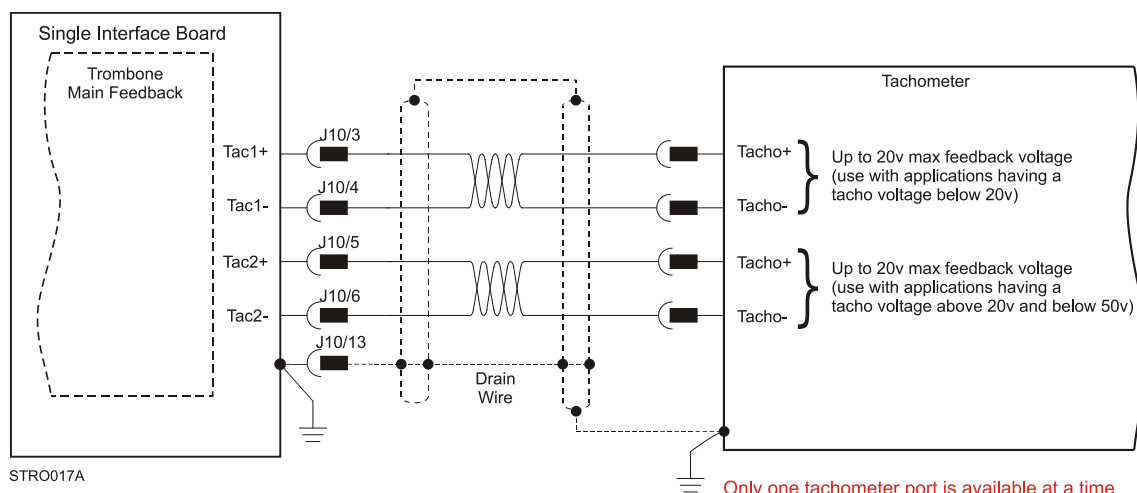 Single Interface Board
Trombone
Main Feedback
Tachometer
J10/3
Tac1+
Tacho+
J10/4
Tac1-
Tacho-
Up to 20v max feedback voltage
(use with applications having a
tacho voltage below 20v)
J10/5
Tac2+
Tacho+
J10/6
Tac2-
Tacho-
Up to 20v max feedback voltage
(use with applications having a
tacho voltage above 20v and below 50v)
J10/13
Drain
Wire
STRO017A
Only one tachometer port is available at a time